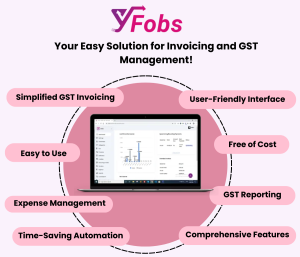 YFobs
Your Easy Solution for Invoicing and GST
Management!
Simplified GST Invoicing
User-Friendly Interface
Easy to Use
Free of Cost
Expense Management
GST Reporting
Time-Saving Automation
Comprehensive Features